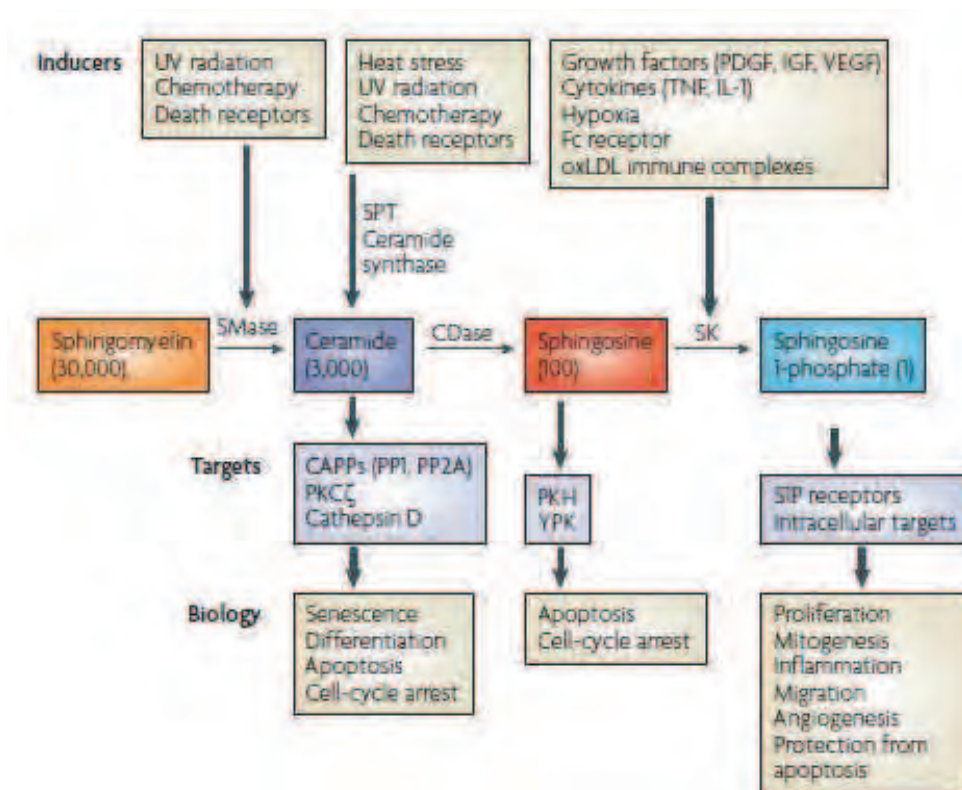 Inducers
UV radiation
Chemotherapy
Death receptors
Heat stress
UV radiation
Chemotherapy
Death receptors
Growth factors (PDGF, IGF, VEGF)
Cytokines (TNF, IL-1)
Hypoxia
Fc receptor
oxLDL immune complexes
SPT
Ceramide
synthase
Sphingomyelin
(30,000)
SMase
Ceramide
(3,000)
CDase
Sphingosine
(100)
SK
Sphingosine
1-phosphate (1)
Targets
CAPPs (PP1, PP2A)
PKCζ
Cathepsin D
PKH
YPK
S1P receptors
Intracellular targets
Biology
Senescence
Differentiation
Apoptosis
Cell-cycle arrest
Apoptosis
Cell-cycle arrest
Proliferation
Mitogenesis
Inflammation
Migration
Angiogenesis
Protection from
apoptosis